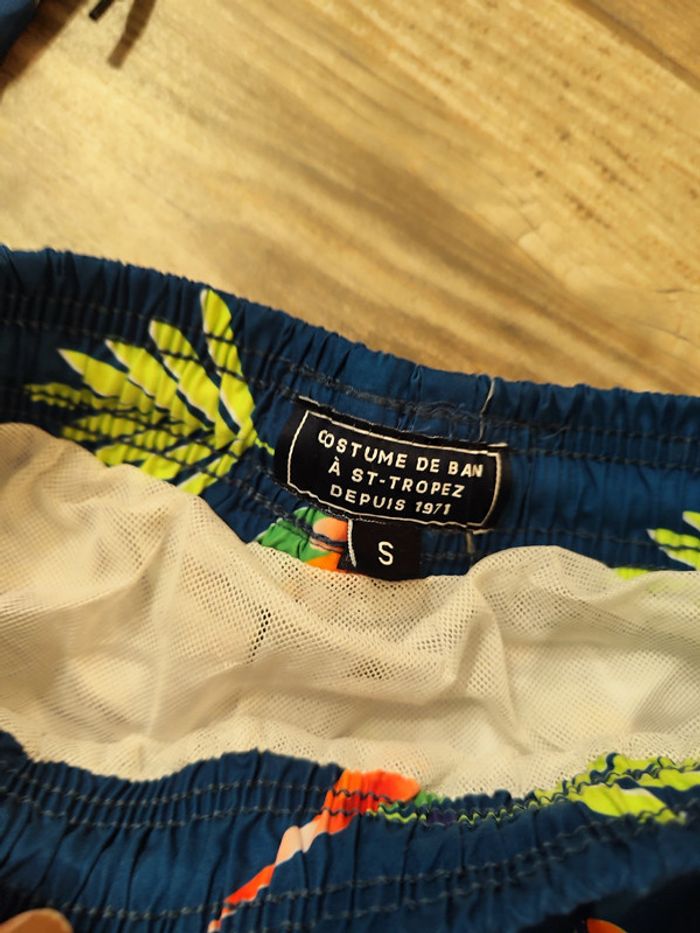 COSTUME DE BAN
À ST-TROPEZ
DEPUIS 1971
S